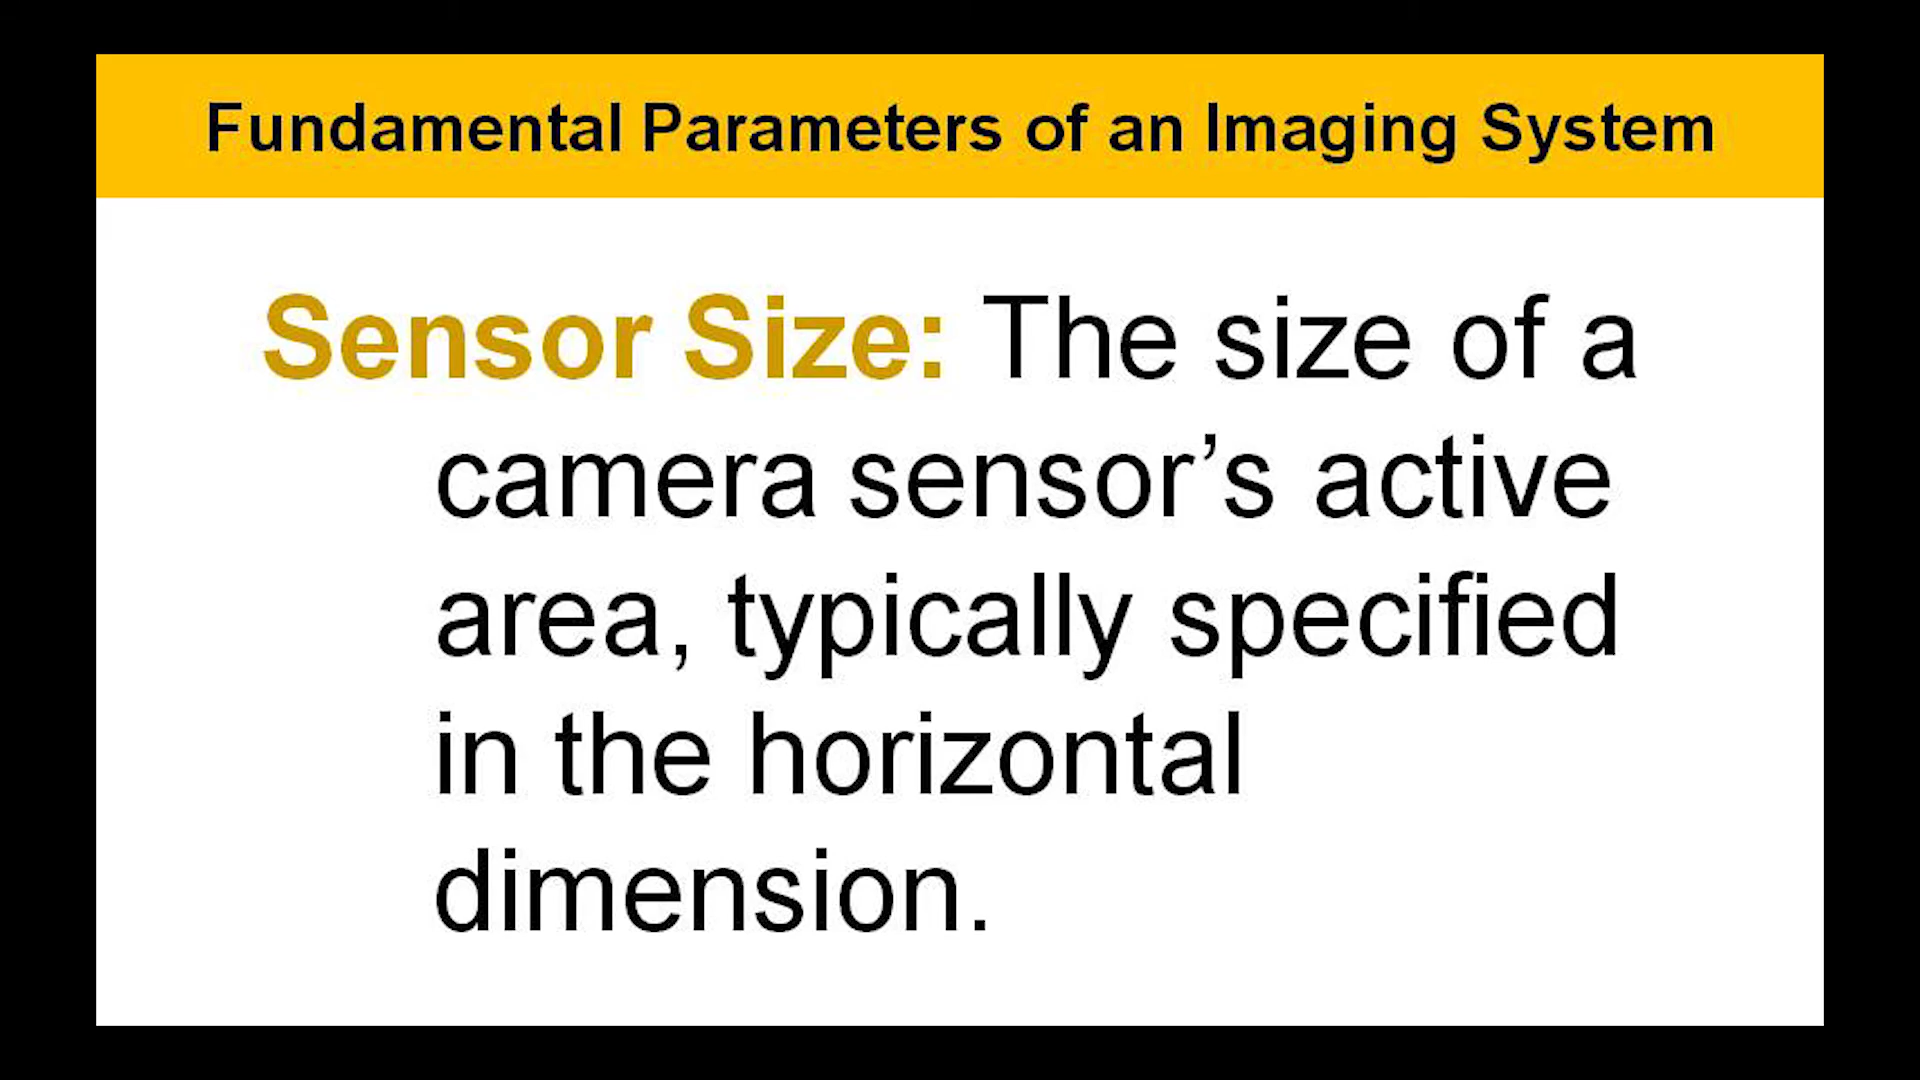 Fundamental Parameters of an Imaging System
Sensor Size: The size of a
camera sensor’s active
area, typically specified
in the horizontal
dimension.